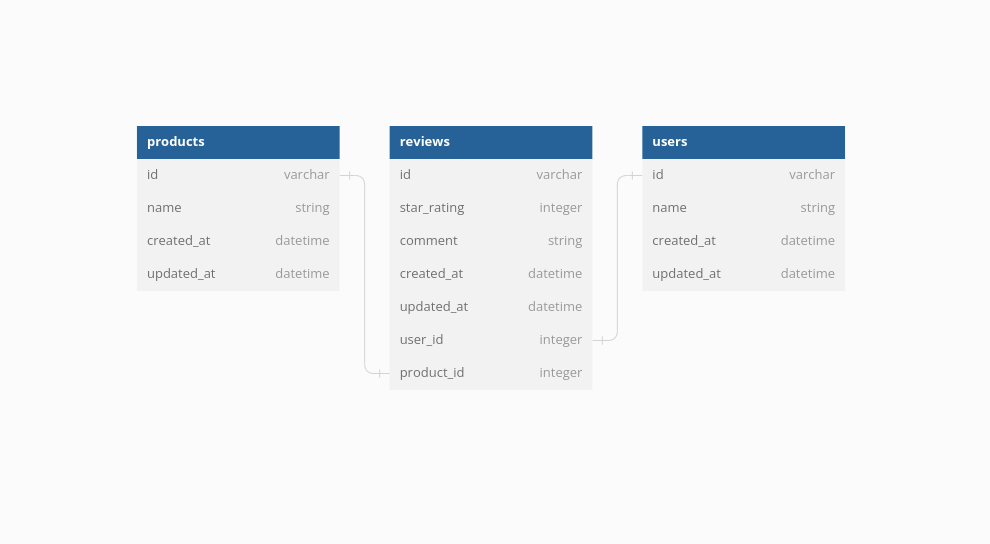 products
id varchar
name string
created_at datetime
updated_at datetime
reviews
id varchar
star_rating integer
comment string
created_at datetime
updated_at datetime
user_id integer
product_id integer
users
id varchar
name string
created_at datetime
updated_at datetime